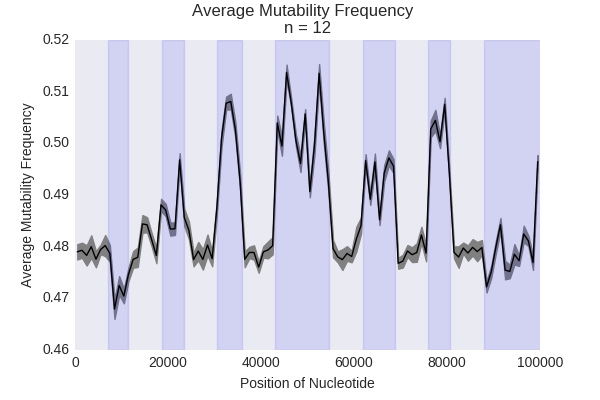 Average Mutability Frequency
n = 12
Average Mutability Frequency
0.52
0.51
0.50
0.49
0.48
0.47
0.46
0 20000 40000 60000 80000 100000
Position of Nucleotide